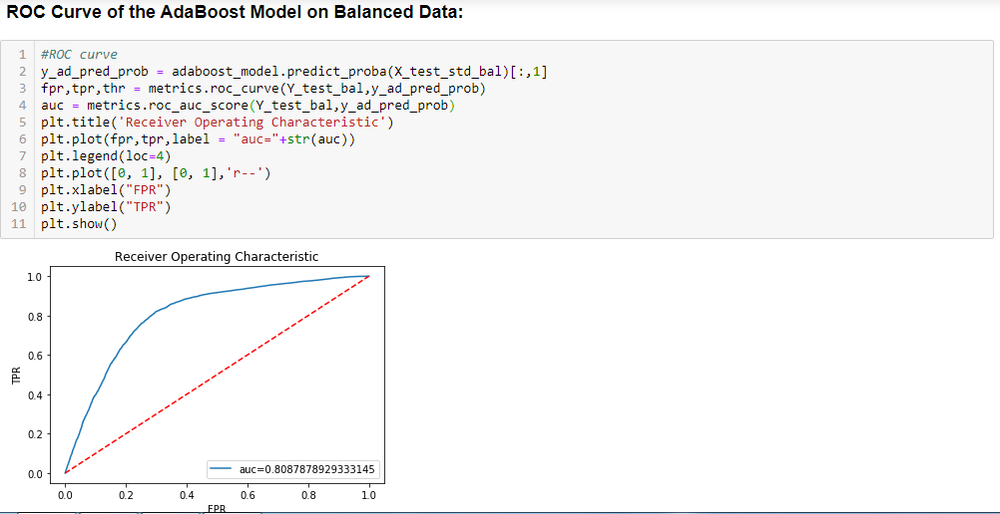 ROC Curve of the AdaBoost Model on Balanced Data:
1 #ROC curve
2 y_ad_pred_prob = adaboost_model.predict_proba(X_test_std_bal)[:,1]
3 fpr,tpr,thr = metrics.roc_curve(Y_test_bal,y_ad_pred_prob)
4 auc = metrics.roc_auc_score(Y_test_bal,y_ad_pred_prob)
5 plt.title('Receiver Operating Characteristic')
6 plt.plot(fpr,tpr,label = "auc="+str(auc))
7 plt.legend(loc=4)
8 plt.plot([0, 1], [0, 1],'r--')
9 plt.xlabel("FPR")
10 plt.ylabel("TPR")
11 plt.show()
Receiver Operating Characteristic
1.0
0.8
0.6
TPR
0.4
0.2
0.0
auc=0.8087878929333145
0.0 0.2 0.4 0.6 0.8 1.0
FPR